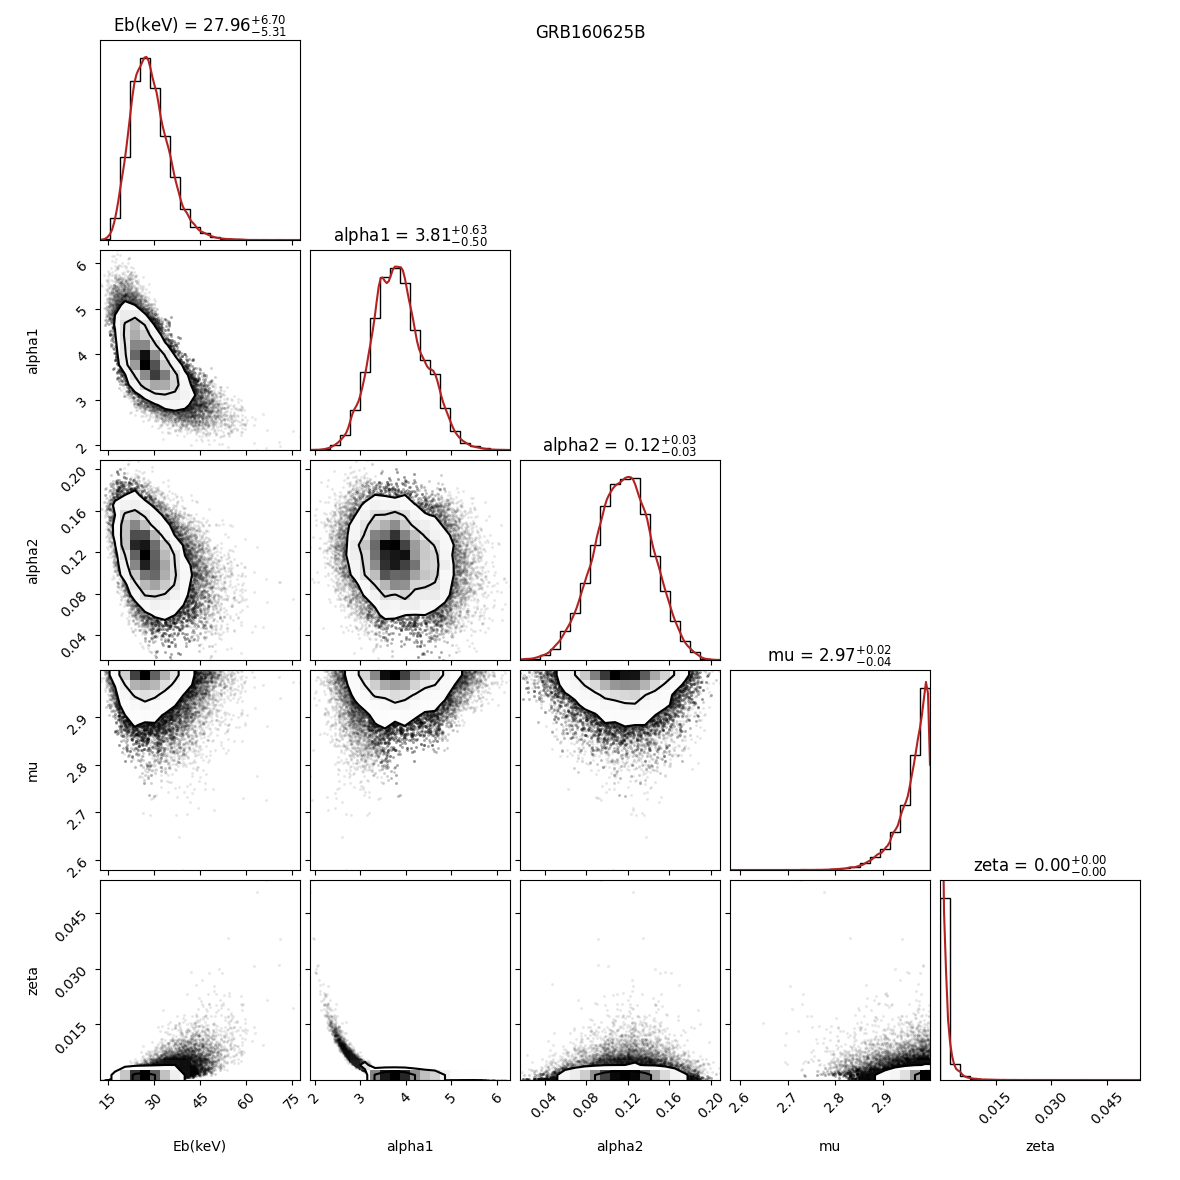 GRB160625B
Eb(keV) = 27.96 +6.70 −5.31
alpha1 = 3.81 +0.63 −0.50
6
5
4
3
2
alpha1
alpha2 = 0.12 +0.03 −0.03
0.20
0.16
0.12
0.08
0.04
alpha2
mu = 2.97 +0.02 −0.04
2.9
2.8
2.7
2.6
mu
zeta = 0.00 +0.00 −0.00
0.045
0.030
0.015
zeta
15 30 45 75
2 3 4 5 6
0.04 0.08 0.12 0.16 0.20
2.6 2.7 2.8 2.9
0.015 0.030 0.045
Eb(keV) alpha1 alpha2 mu zeta